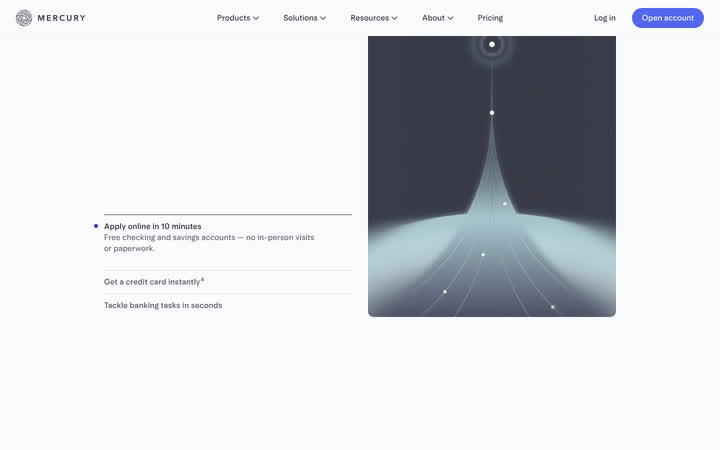 MERCURY
Products
Solutions
Resources
About
Pricing
Log in
Open account
Apply online in 10 minutes
Free checking and savings accounts — no in-person visits
or paperwork.
Get a credit card instantly⁴
Tackle banking tasks in seconds